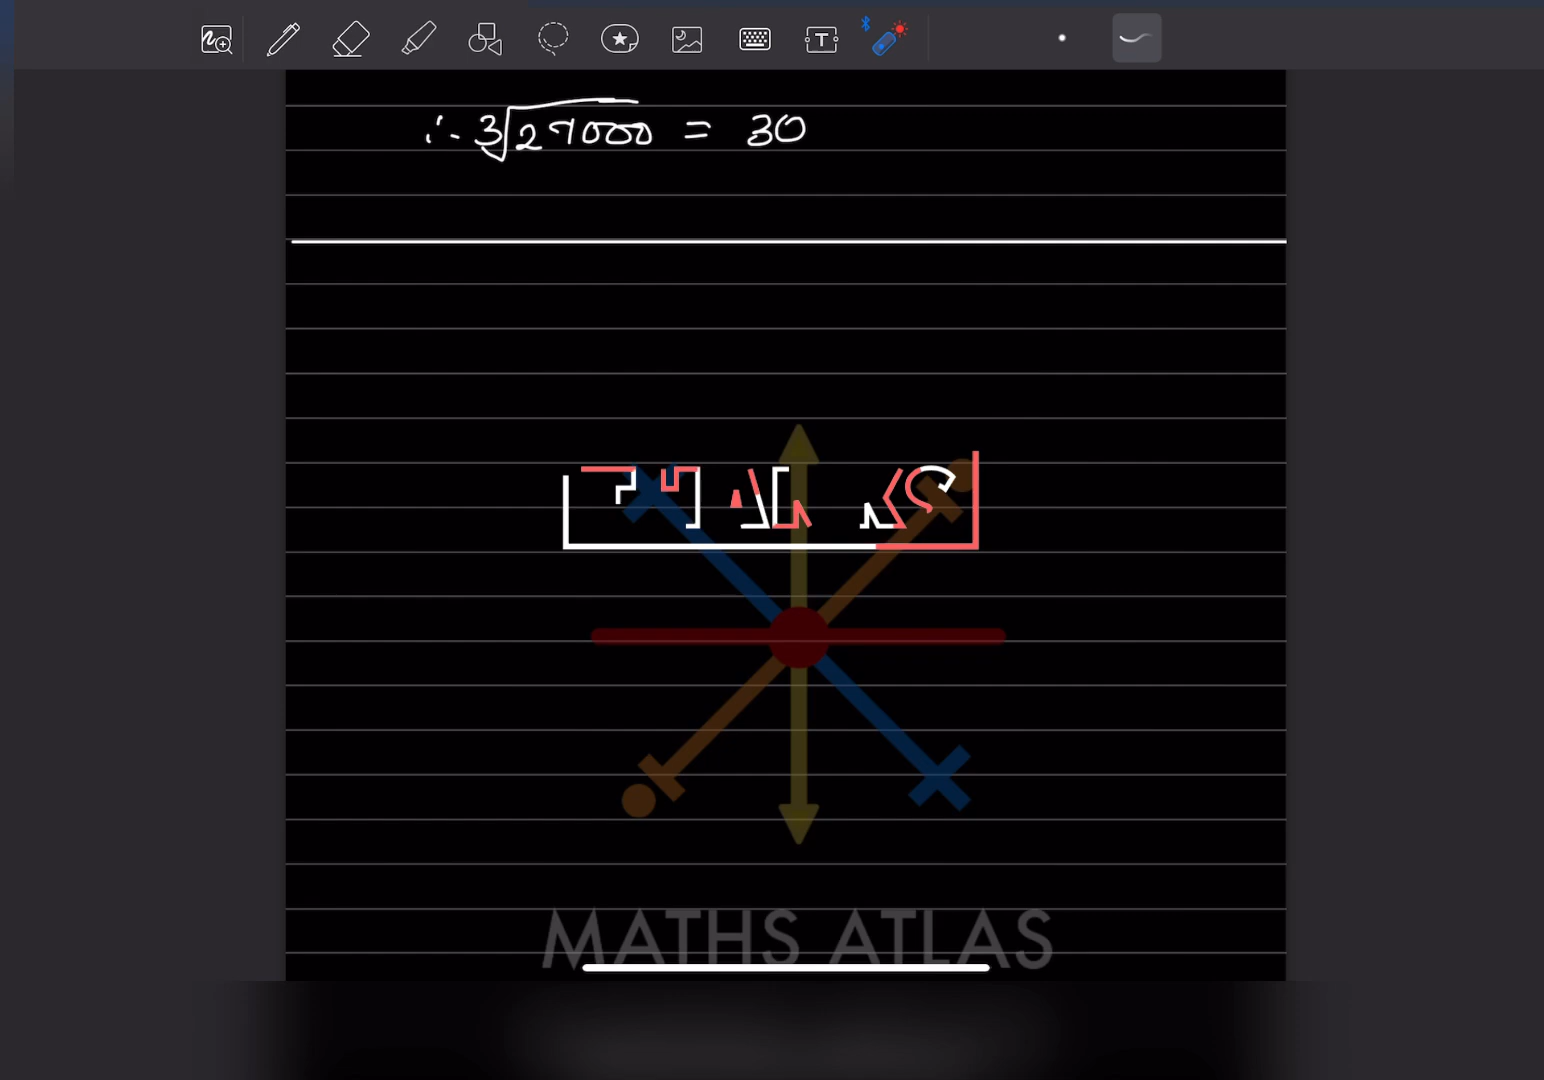 ∴ ∛27000 = 30
MATHS ATLAS